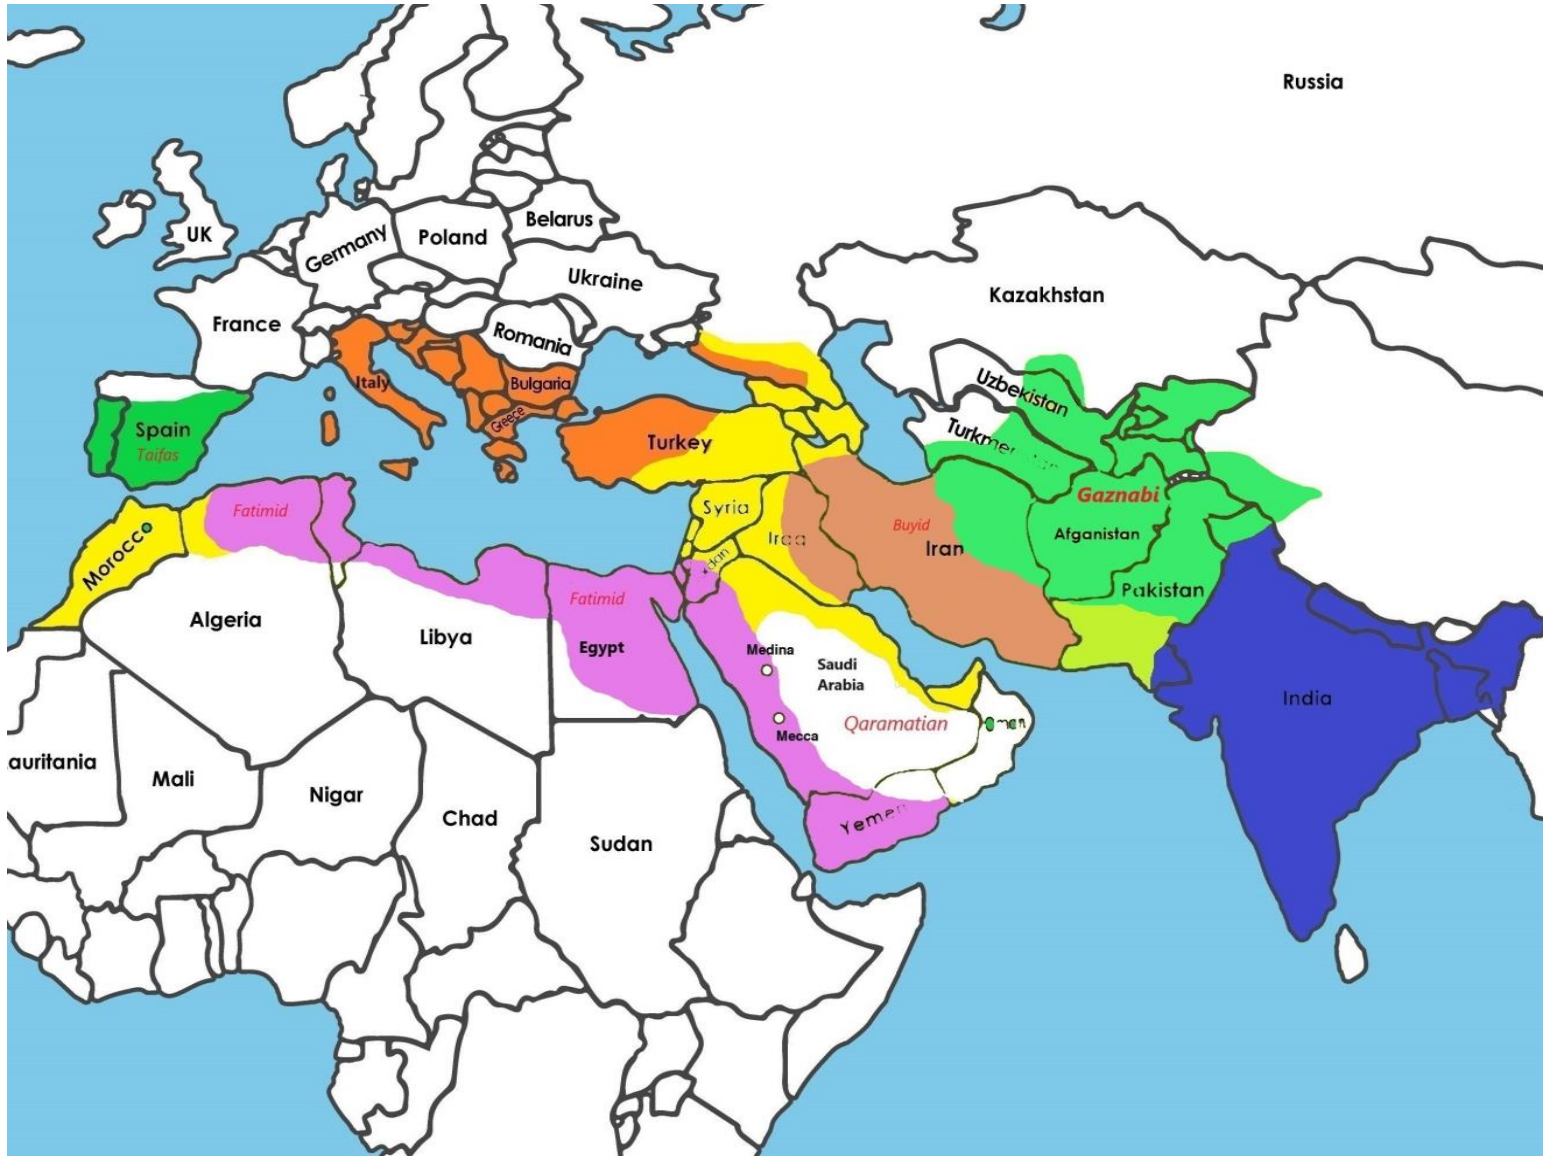 Russia
Belarus
UK
Poland
Germany
Ukraine
Kazakhstan
France
Romania
Uzbekistan
Italy
Bulgaria
Greece
Spain
Taifas
Turkey
Gaznabi
Syria
Fatimid
Buyid
Afganistan
Iraq
Iran
Morocco
Pakistan
Fatimid
Algeria
Libya
Egypt
Medina
Saudi
Arabia
India
Qaramatian
Mecca
auritania
Mali
Nigar
Chad
Yemen
Sudan